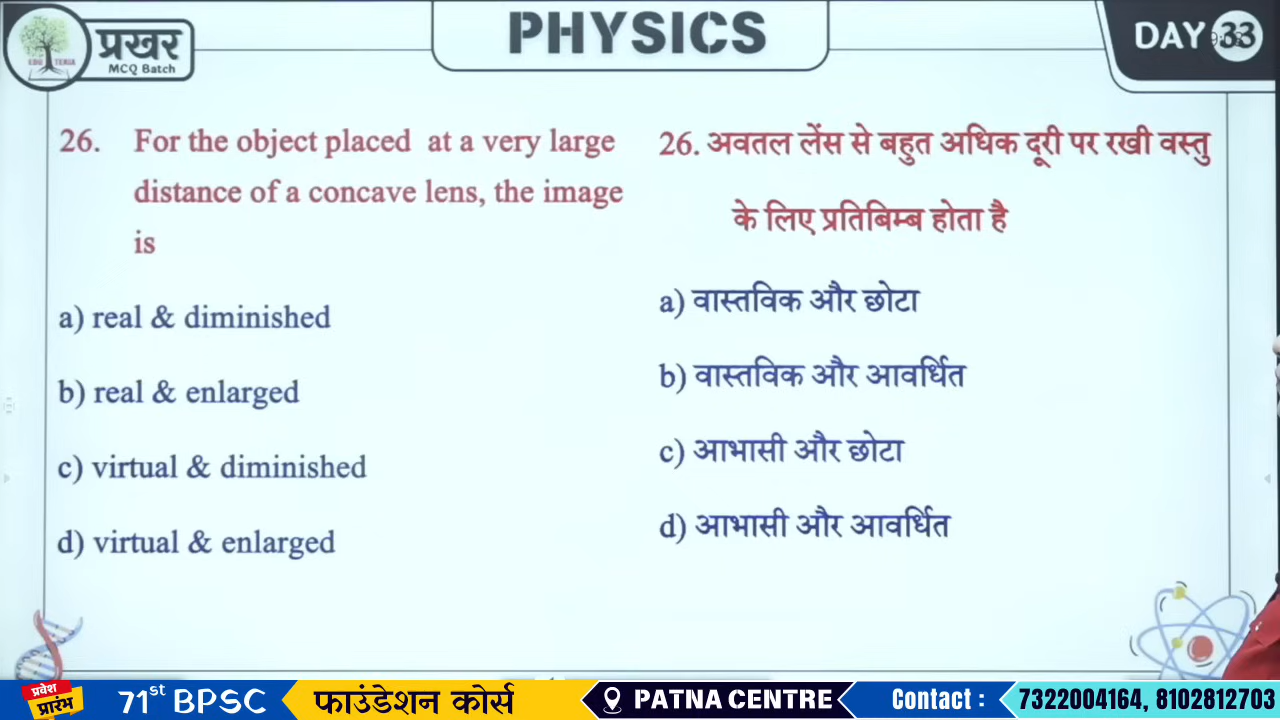 PHYSICS
प्रखर
MCQ Batch
EDU TERIA
DAY 33
26. For the object placed at a very large
distance of a concave lens, the image
is
a) real & diminished
b) real & enlarged
c) virtual & diminished
d) virtual & enlarged
26. अवतल लेंस से बहुत अधिक दूरी पर रखी वस्तु
के लिए प्रतिबिम्ब होता है
a) वास्तविक और छोटा
b) वास्तविक और आवर्धित
c) आभासी और छोटा
d) आभासी और आवर्धित
प्रवेश
प्रारंभ
71st BPSC
फाउंडेशन कोर्स
PATNA CENTRE
Contact :
7322004164, 8102812703